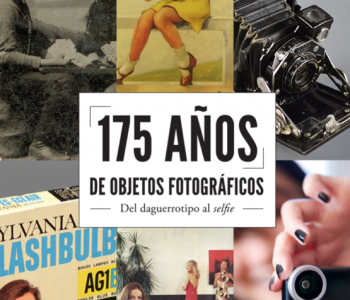 175 AÑOS
DE OBJETOS FOTOGRÁFICOS
Del daguerrotipo al selfie
YLVANIA
LASHBULB
AG1B